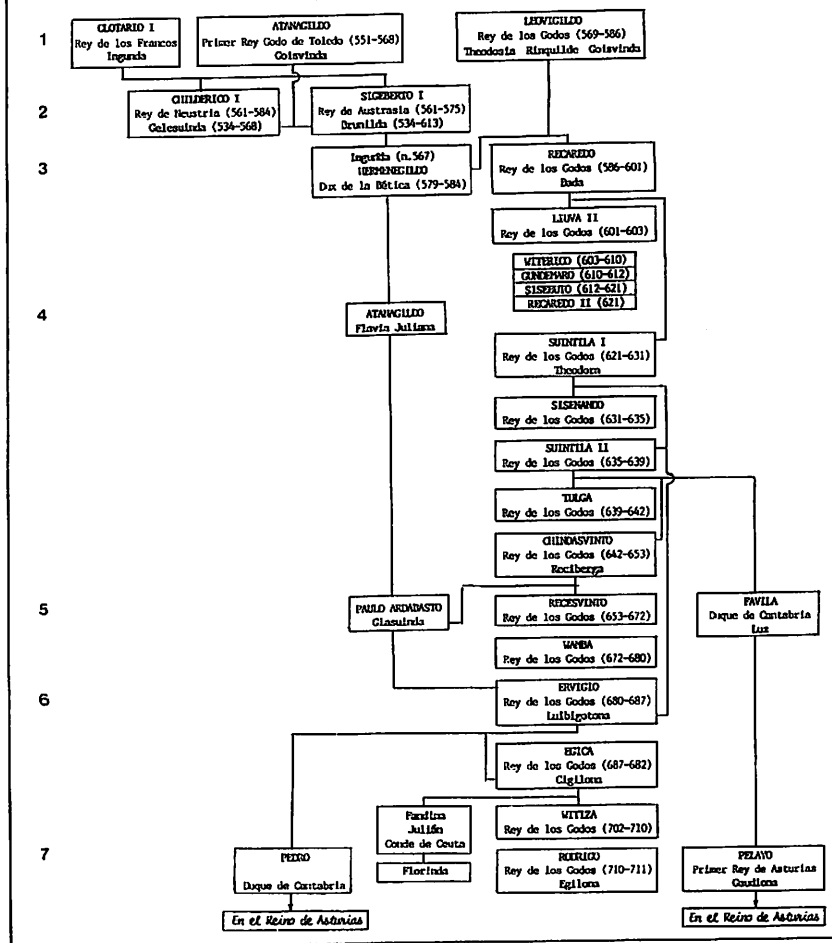 1
CLOTARIO I
Rey de los Francos
Ingunda
ATANAGILDO
Primer Rey Godo de Toledo (551-568)
Goisvinda
LEOVIGILDO
Rey de los Godos (569-586)
Theodosia Rinquilde Goisvinda
2
CHILDERICO I
Rey de Neustria (561-584)
Gelesuinda (534-568)
SIGEBERTO I
Rey de Austrasia (561-575)
Brunilda (534-613)
3
Ingunda (n.567)
HERMENEGILDO
Dux de la Bética (579-584)
RECAREDO
Rey de los Godos (586-601)
Bada
LIUVA II
Rey de los Godos (601-603)
WITERICO (603-610)
GUNDEMARO (610-612)
SISEBUTO (612-621)
RECAREDO II (621)
4
ATANAGILDO
Flavia Juliana
SUINTILA I
Rey de los Godos (621-631)
Theodora
SISENANDO
Rey de los Godos (631-635)
SUINTILA II
Rey de los Godos (635-639)
TULGA
Rey de los Godos (639-642)
CHINDASVINTO
Rey de los Godos (642-653)
Reciberga
5
PAULO ARDABASTO
Glasuinda
RECESVINTO
Rey de los Godos (653-672)
FAVILA
Duque de Cantabria
Luz
WAMBA
Rey de los Godos (672-680)
6
ERVIGIO
Rey de los Godos (680-687)
Luibigotona
EGICA
Rey de los Godos (687-682)
Cigilona
Fandina
Julián
Conde de Ceuta
Florinda
WITIZA
Rey de los Godos (702-710)
7
PEDRO
Duque de Cantabria
RODRIGO
Rey de los Godos (710-711)
Egilona
PELAYO
Primer Rey de Asturias
Gaudiona
En el Reino de Asturias
En el Reino de Asturias